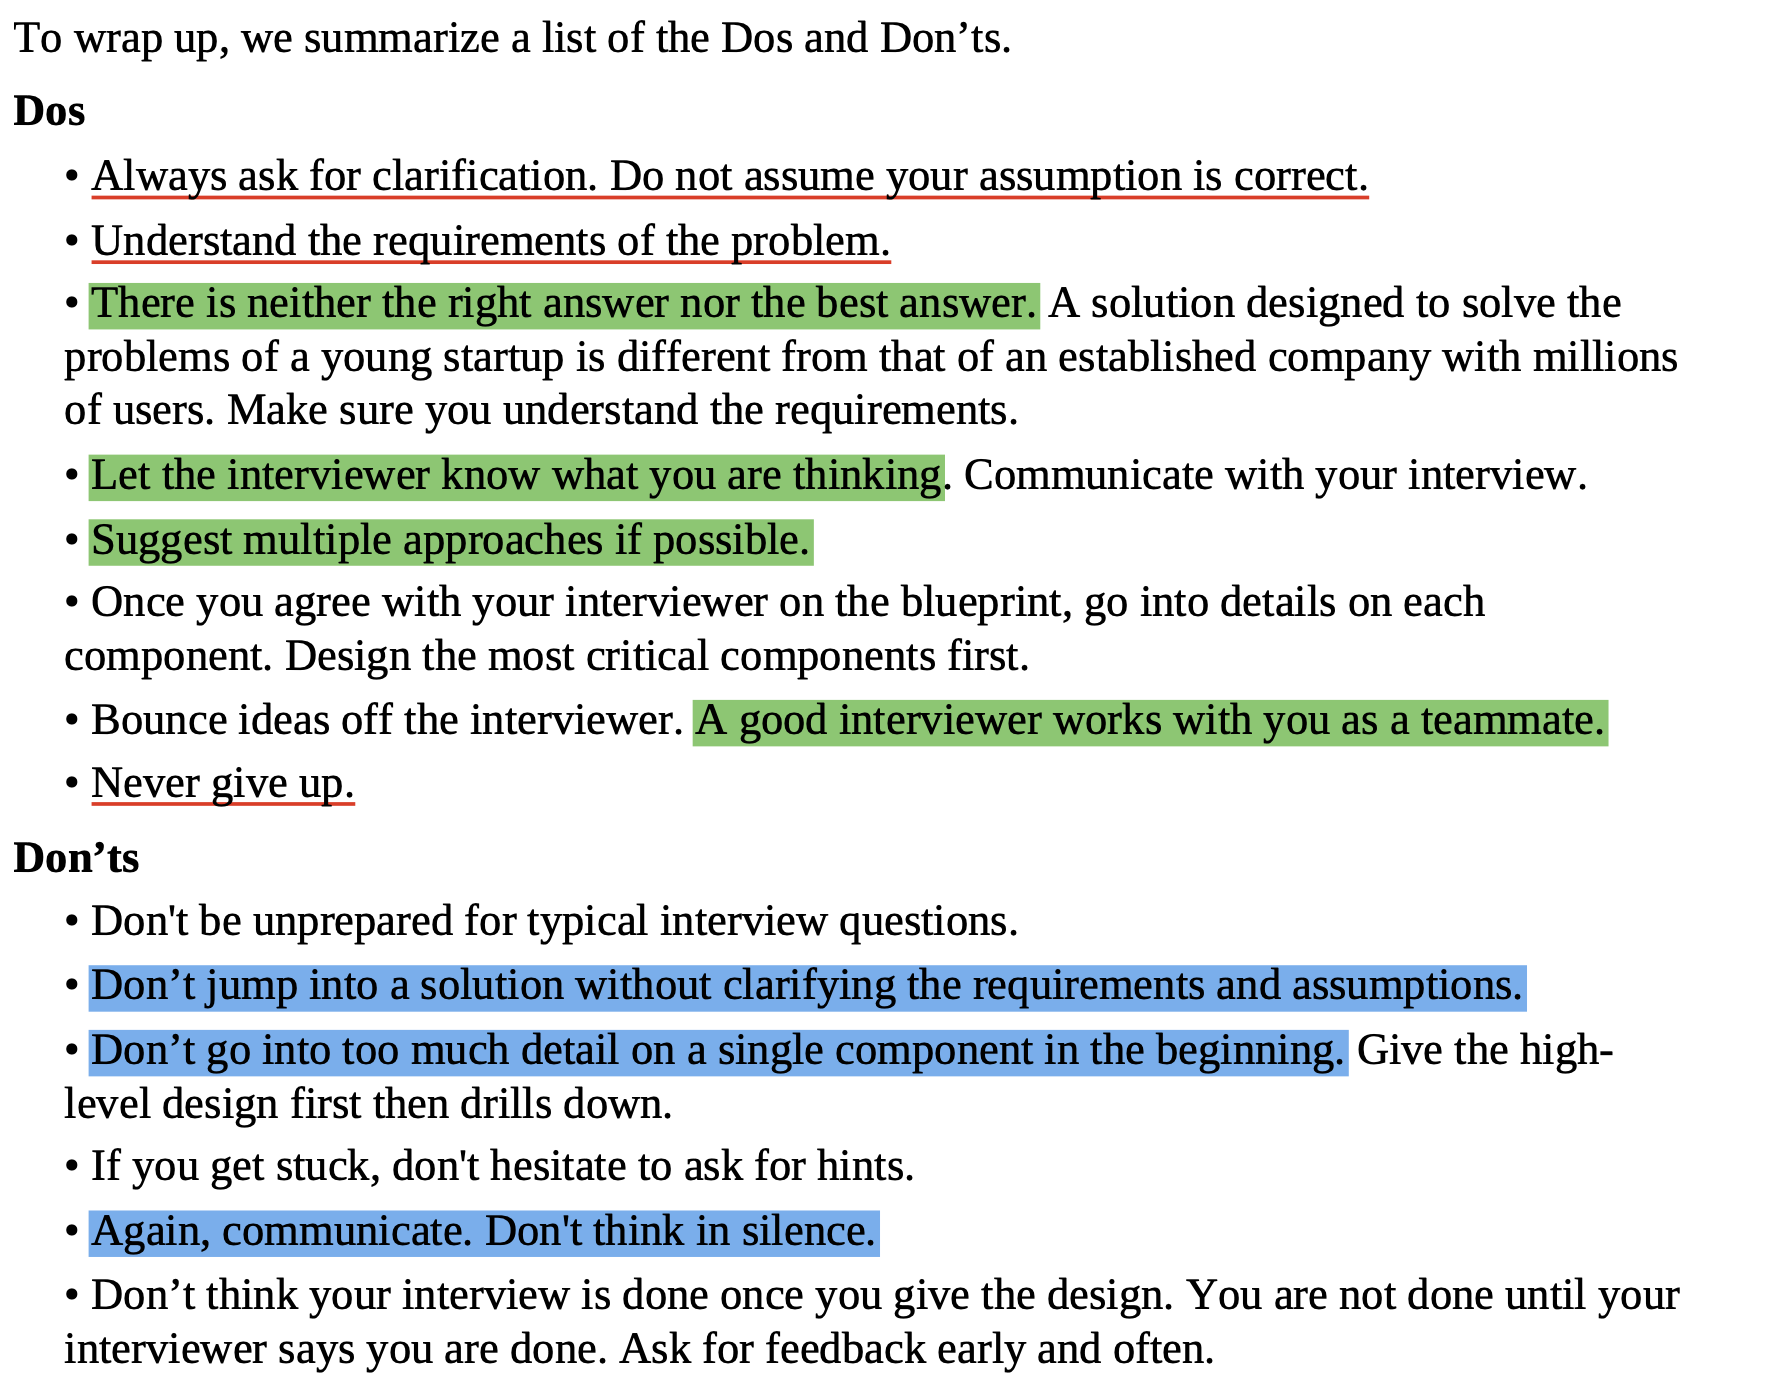 To wrap up, we summarize a list of the Dos and Don’ts.
Dos
• Always ask for clarification. Do not assume your assumption is correct.
• Understand the requirements of the problem.
• There is neither the right answer nor the best answer. A solution designed to solve the
problems of a young startup is different from that of an established company with millions
of users. Make sure you understand the requirements.
• Let the interviewer know what you are thinking. Communicate with your interview.
• Suggest multiple approaches if possible.
• Once you agree with your interviewer on the blueprint, go into details on each
component. Design the most critical components first.
• Bounce ideas off the interviewer. A good interviewer works with you as a teammate.
• Never give up.
Don’ts
• Don't be unprepared for typical interview questions.
• Don’t jump into a solution without clarifying the requirements and assumptions.
• Don’t go into too much detail on a single component in the beginning. Give the high-
level design first then drills down.
• If you get stuck, don't hesitate to ask for hints.
• Again, communicate. Don't think in silence.
• Don’t think your interview is done once you give the design. You are not done until your
interviewer says you are done. Ask for feedback early and often.